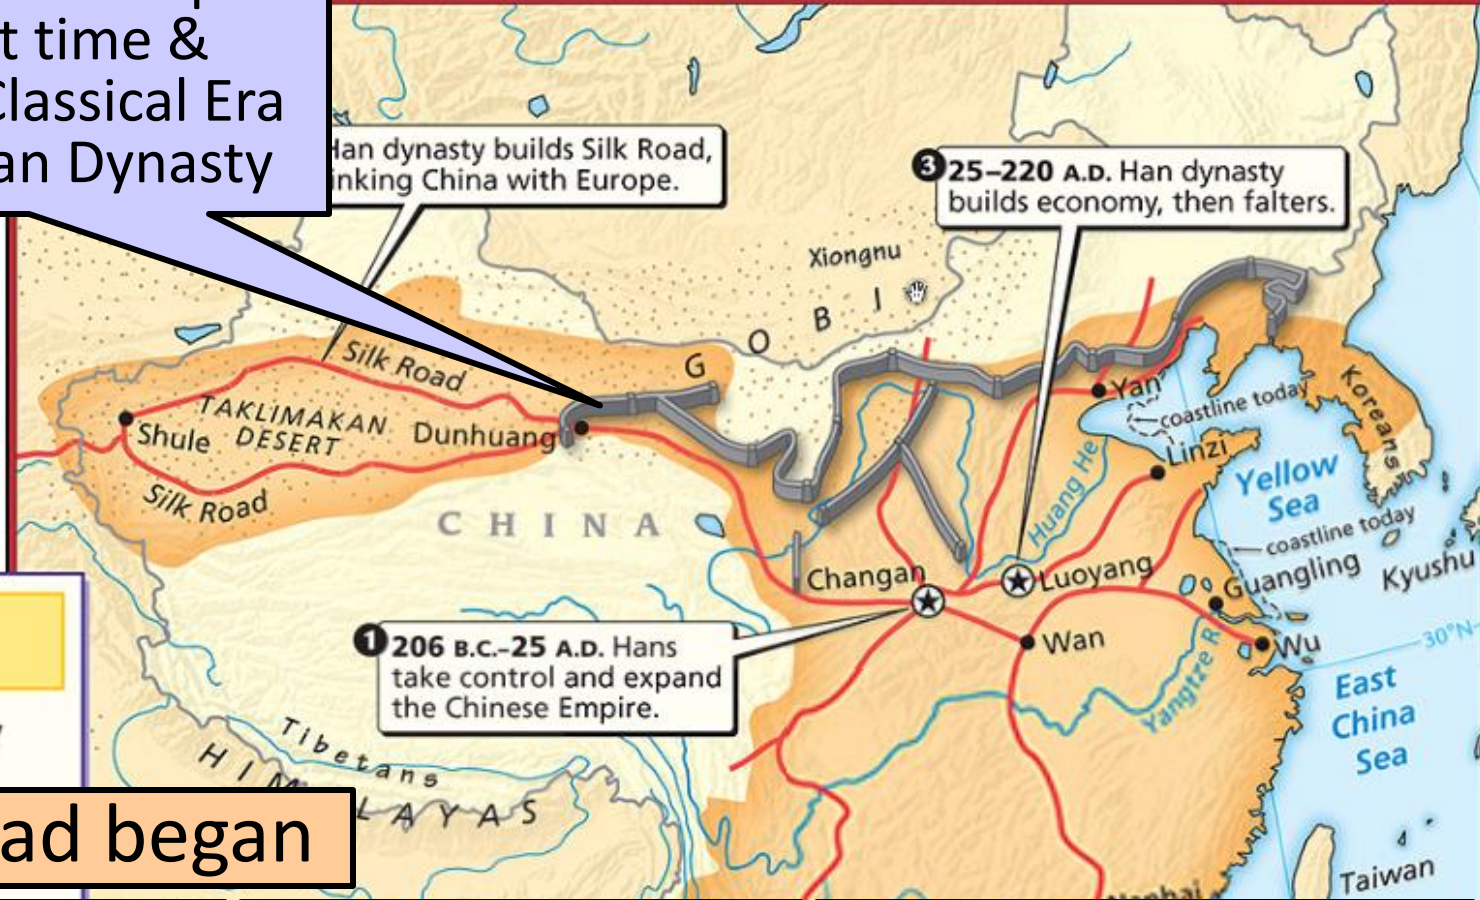 t time &
Classical Era
an Dynasty
Han dynasty builds Silk Road,
inking China with Europe.
3 25–220 A.D. Han dynasty
builds economy, then falters.
Xiongnu
GOBI
Silk Road
TAKLIMAKAN
DESERT
Shule
Dunhuang
Silk Road
CHINA
Yan
coastline today
Linzi
Koreans
Huang He
Yellow
Sea
coastline today
Changan
Luoyang
Guangling
Kyushu
1 206 B.C.–25 A.D. Hans
take control and expand
the Chinese Empire.
Wan
Wu
30°N
Yangtze R.
East
China
Sea
Tibetans
HIMALAYAS
ad began
Taiwan